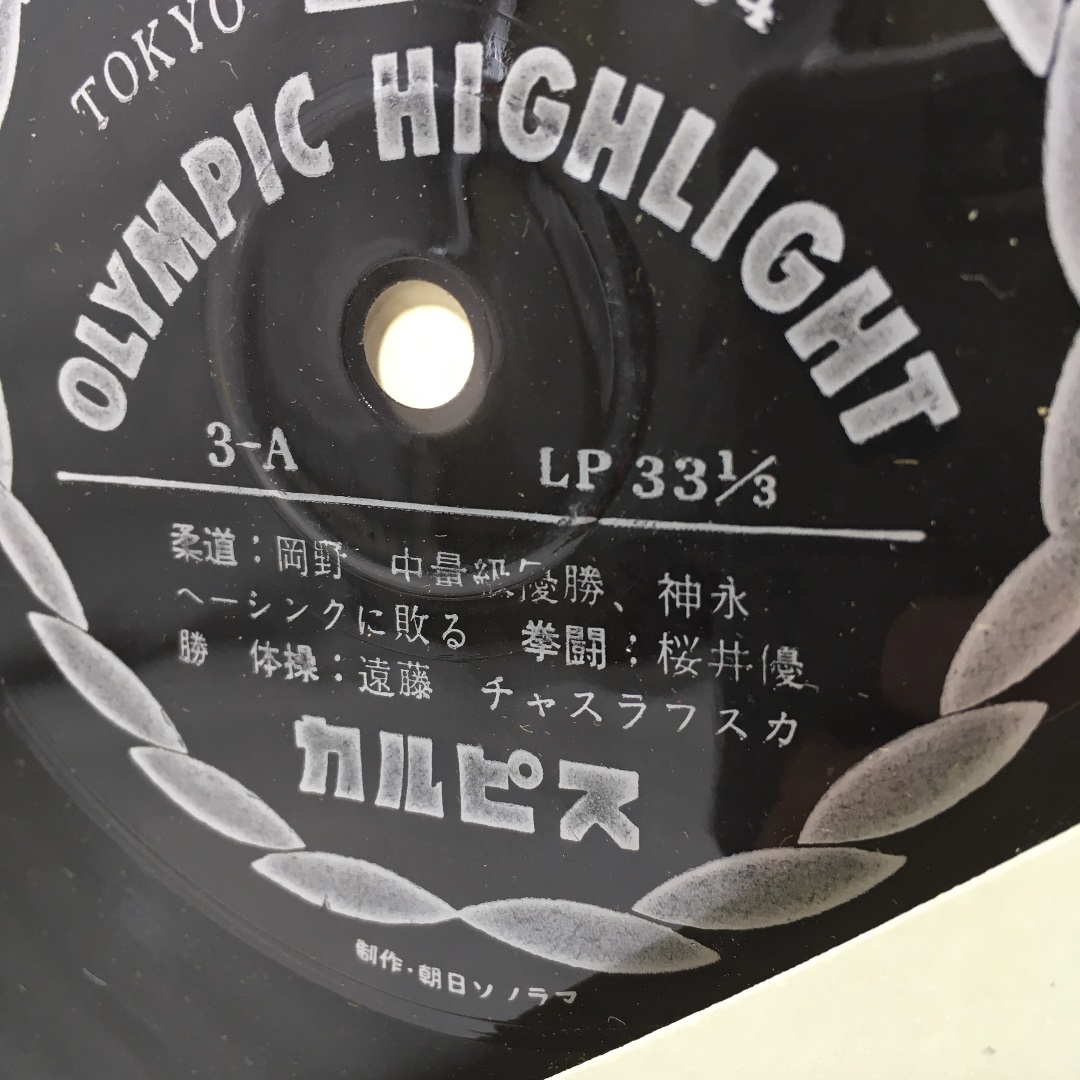 TOKYO
OLYMPIC HIGHLIGHT
3-A LP 33⅓
柔道：岡野 中量級優勝、神永
ヘーシンクに敗る 拳闘：桜井優
勝 体操：遠藤 チャスラフスカ
カルピス
制作・朝日ソノラマ